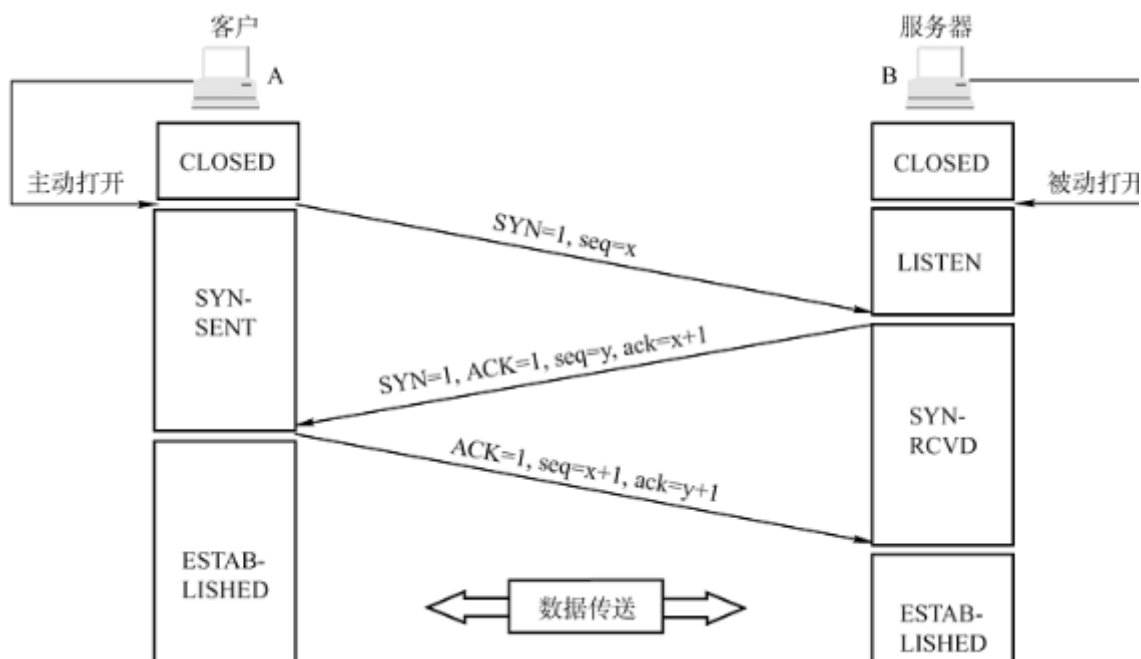 客户
服务器
A
B
CLOSED
CLOSED
主动打开
被动打开
SYN=1, seq=x
LISTEN
SYN-
SENT
SYN=1, ACK=1, seq=y, ack=x+1
SYN-
RCVD
ACK=1, seq=x+1, ack=y+1
ESTAB-
LISHED
数据传送
ESTAB-
LISHED